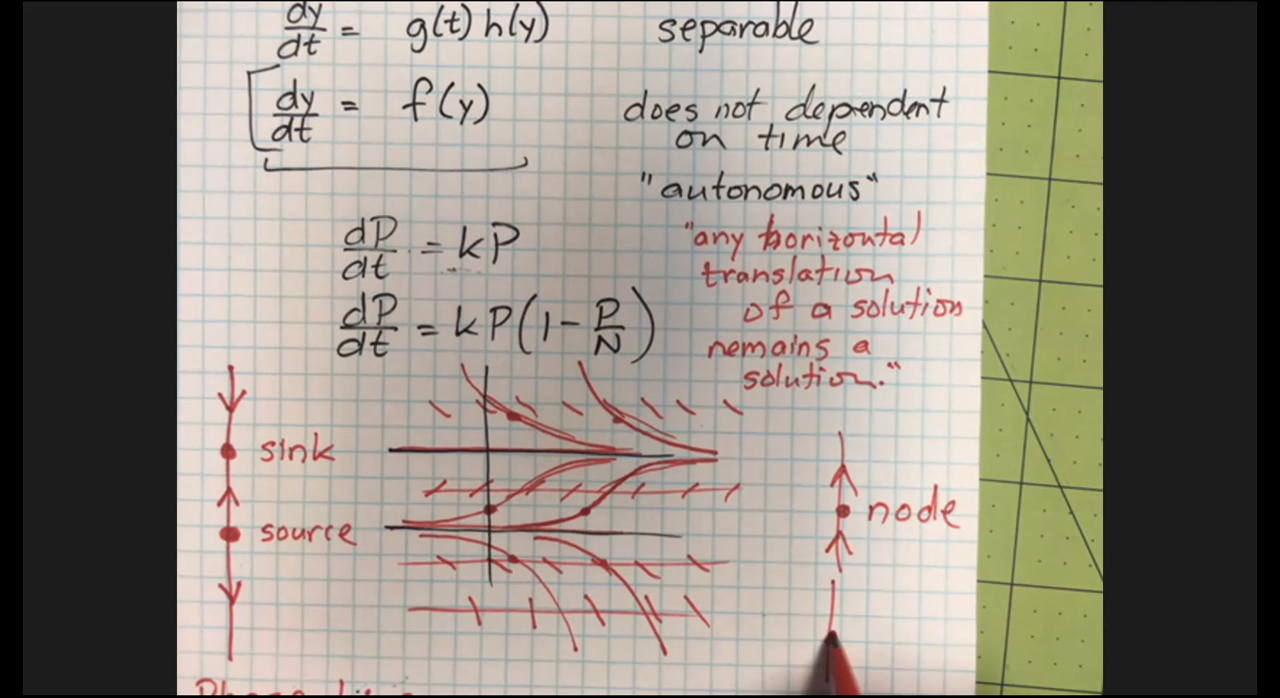 dy/dt = g(t) h(y) separable
dy/dt = f(y) does not dependent
on time
"autonomous"
dP/dt = kP "any horizontal
translation
of a solution
dP/dt = kP(1 - P/N) remains a
solution."
sink
node
source